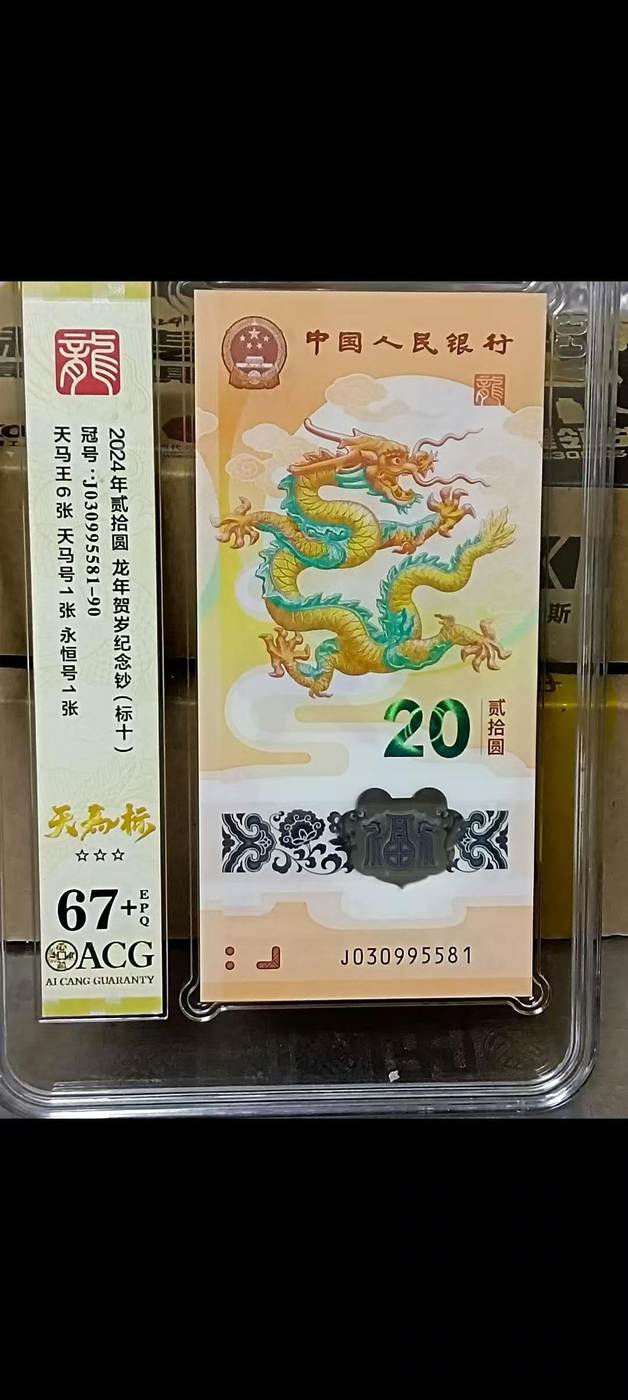 龍
2024年贰拾圆 龙年贺岁纪念钞(标十)
冠号:J030995581-90
天马王6张 天马号1张 永恒号1张
天马标
☆☆☆
67+
EPQ
ACG
AI CANG GUARANTY
中国人民银行
龍
20
贰拾圆
福
J030995581
斯